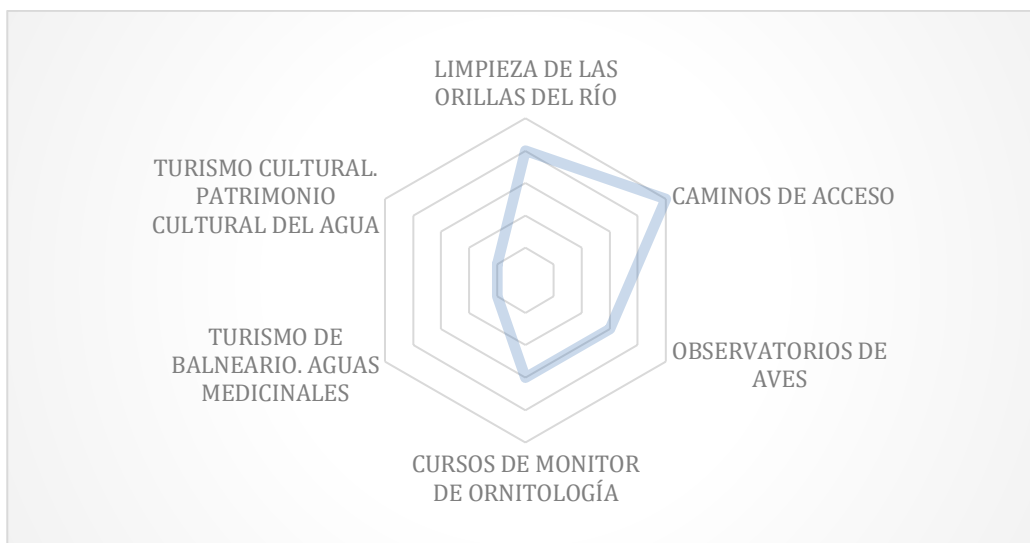 LIMPIEZA DE LAS
ORILLAS DEL RÍO
CAMINOS DE ACCESO
OBSERVATORIOS DE
AVES
CURSOS DE MONITOR
DE ORNITOLOGÍA
TURISMO DE
BALNEARIO. AGUAS
MEDICINALES
TURISMO CULTURAL.
PATRIMONIO
CULTURAL DEL AGUA